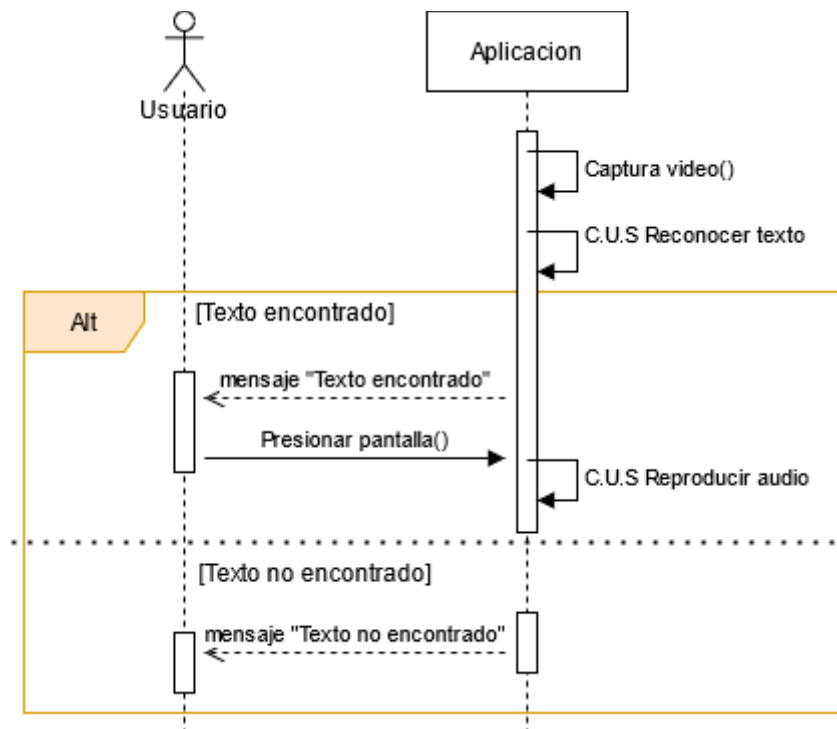 Aplicacion
Usuario
Captura video()
C.U.S Reconocer texto
Alt
[Texto encontrado]
mensaje "Texto encontrado"
Presionar pantalla()
C.U.S Reproducir audio
[Texto no encontrado]
mensaje "Texto no encontrado"